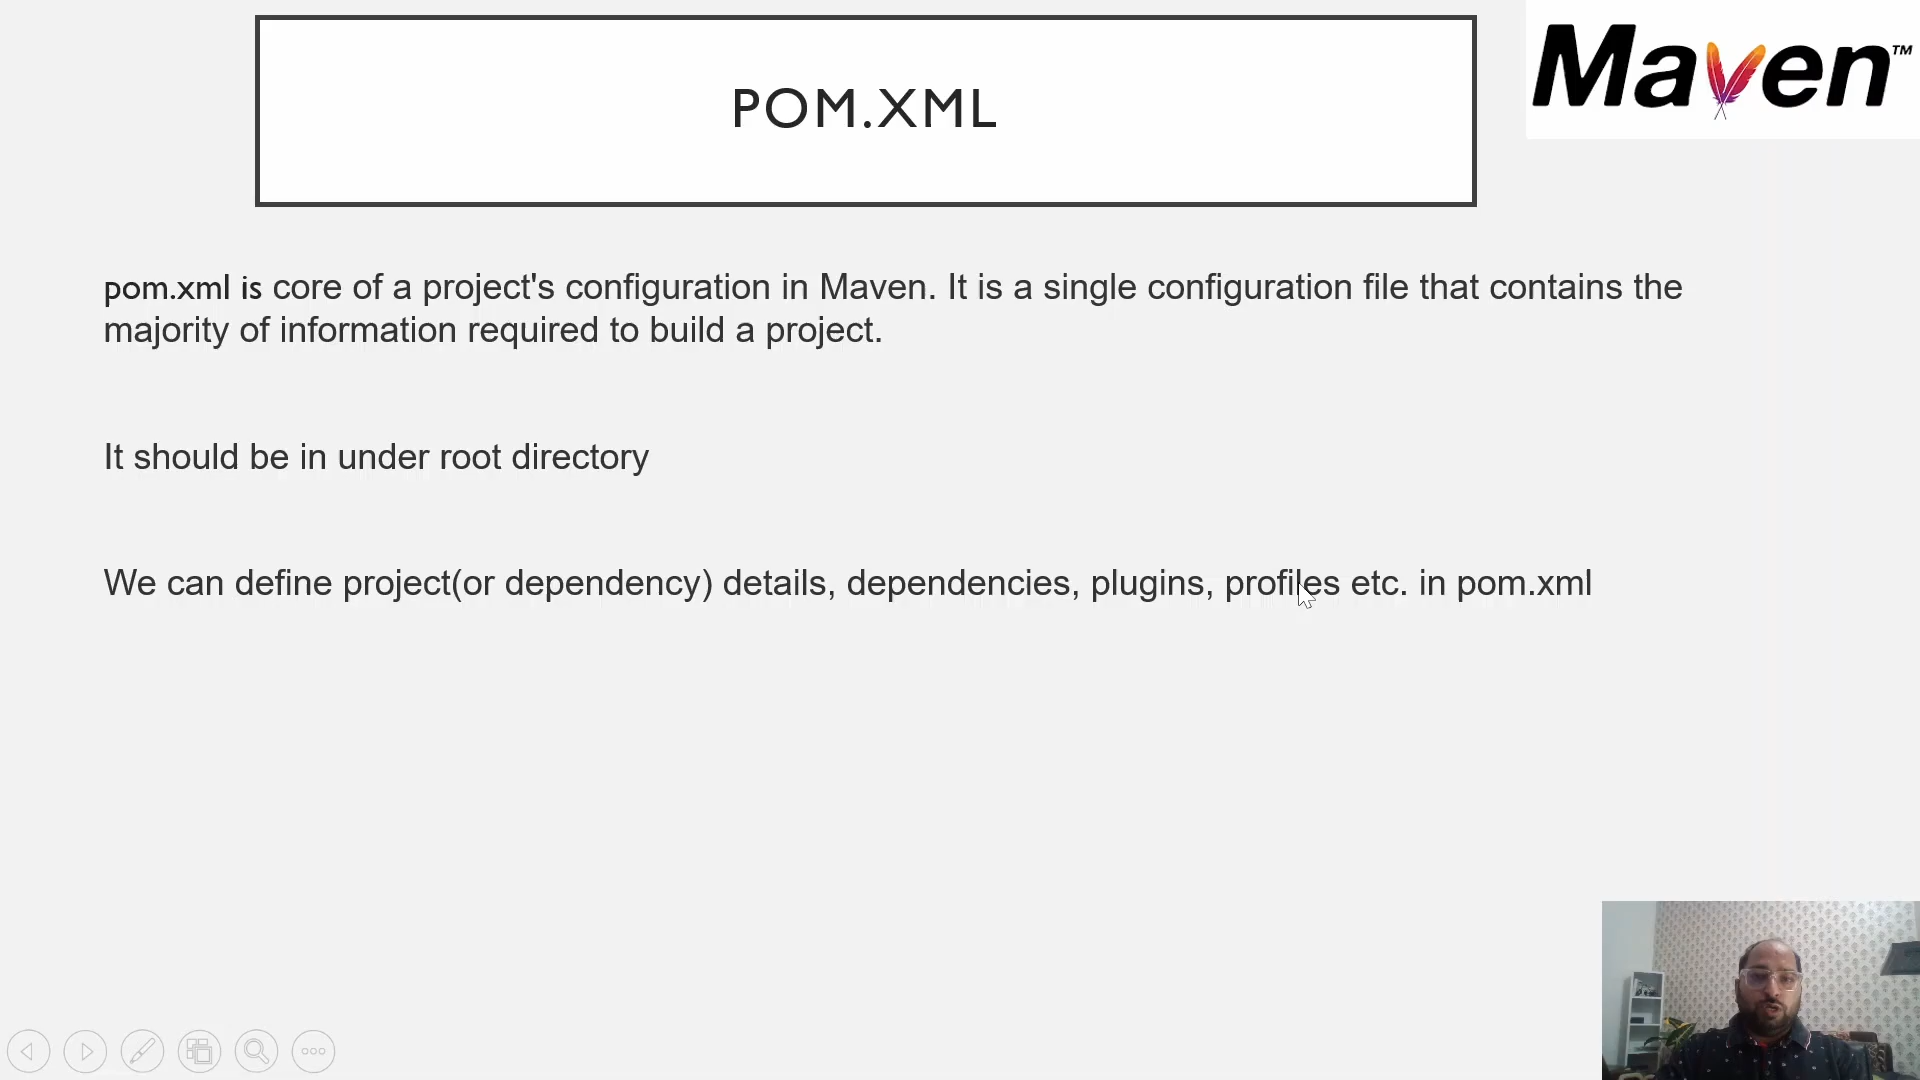 POM.XML
Maven™
pom.xml is core of a project's configuration in Maven. It is a single configuration file that contains the
majority of information required to build a project.
It should be in under root directory
We can define project(or dependency) details, dependencies, plugins, profiles etc. in pom.xml